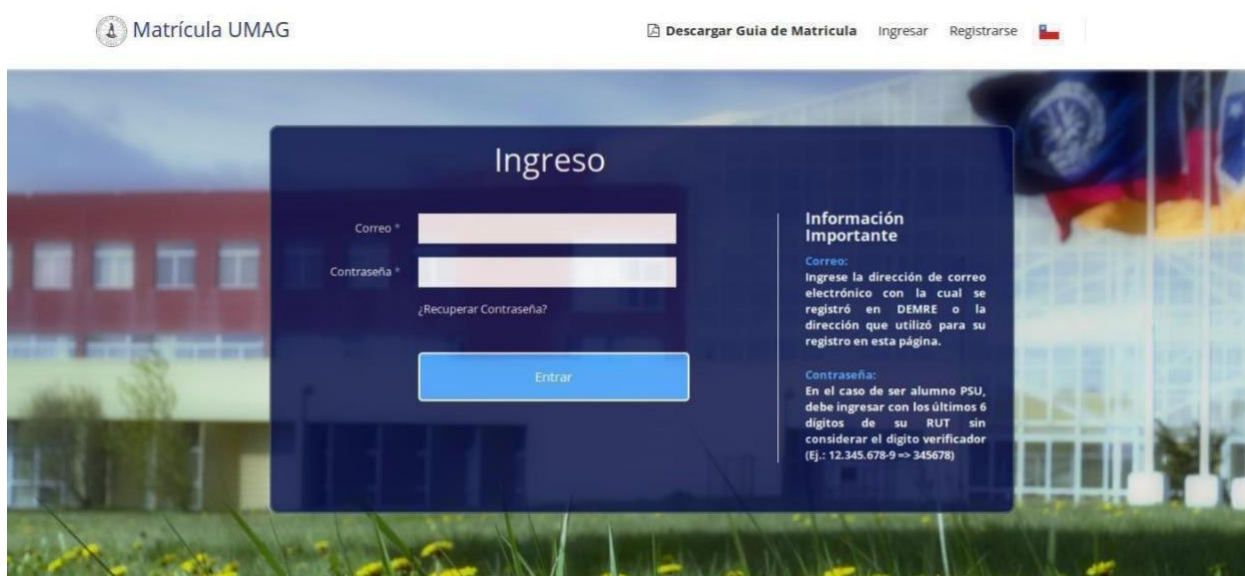 Matrícula UMAG
Descargar Guia de Matricula Ingresar Registrarse
Ingreso
Correo *
Contraseña *
¿Recuperar Contraseña?
Entrar
Información
Importante
Correo:
Ingrese la dirección de correo
electrónico con la cual se
registró en DEMRE o la
dirección que utilizó para su
registro en esta página.
Contraseña:
En el caso de ser alumno PSU,
debe ingresar con los últimos 6
dígitos de su RUT sin
considerar el digito verificador
(Ej.: 12.345.678-9 => 345678)